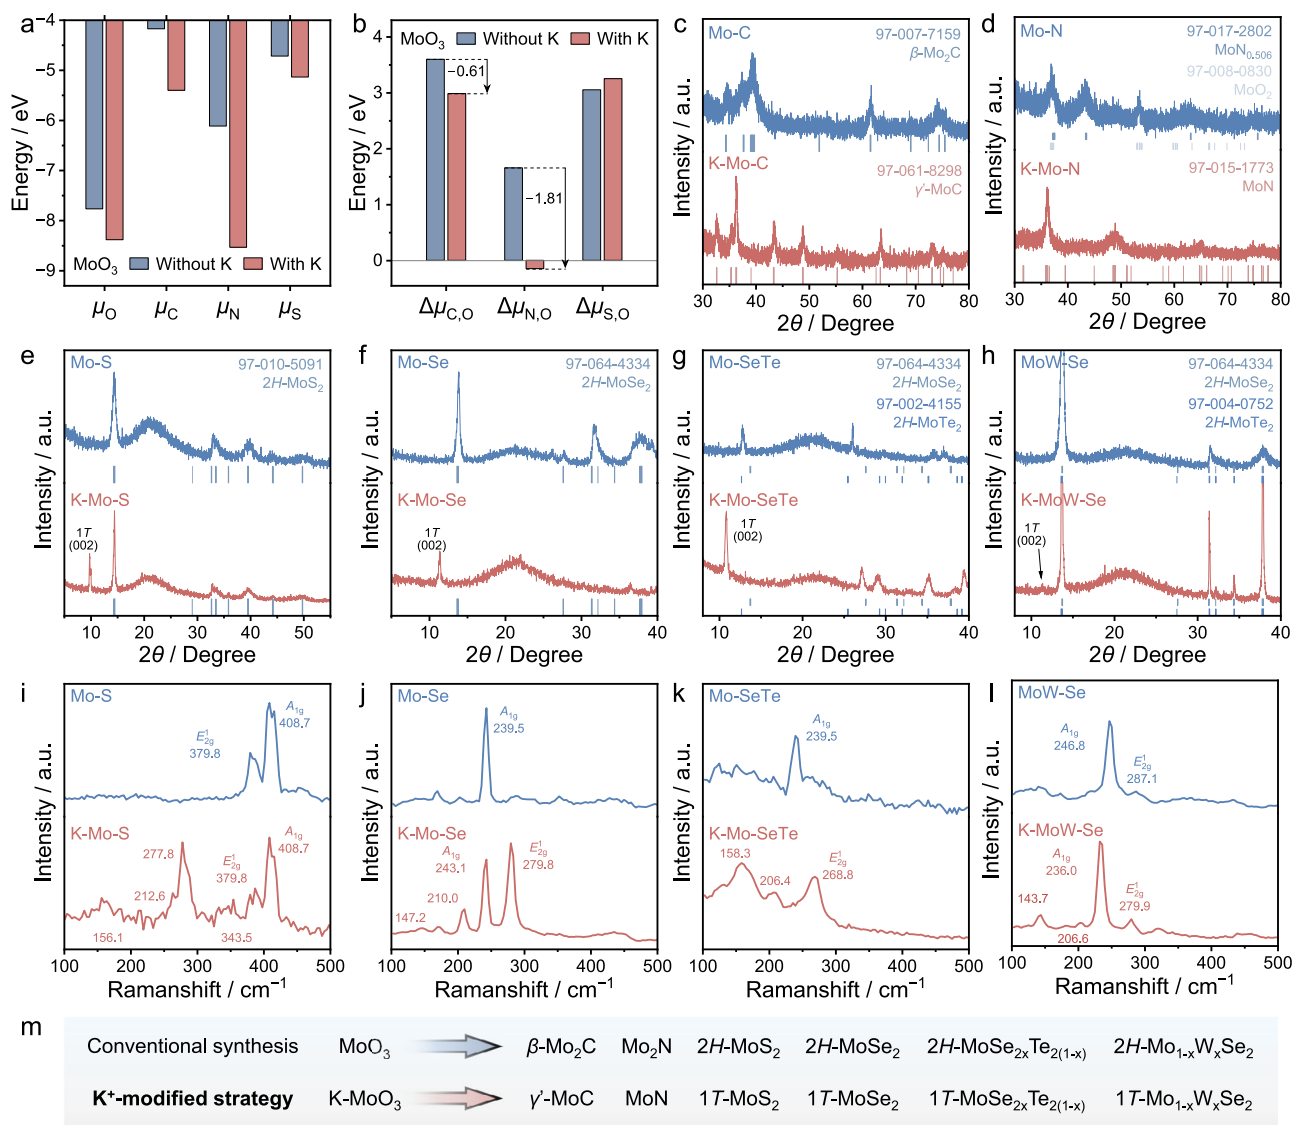 a
−4
−5
−6
−7
−8
−9
Energy / eV
MoO3 Without K With K
μO μC μN μS
b
4
3
2
1
0
Energy / eV
MoO3 Without K With K
−0.61
−1.81
ΔμC,O ΔμN,O ΔμS,O
c
Mo-C
97-007-7159
β-Mo2C
K-Mo-C
97-061-8298
γ'-MoC
Intensity / a.u.
30 40 50 60 70 80
2θ / Degree
d
Mo-N
97-017-2802
MoN0.506
97-008-0830
MoO2
K-Mo-N
97-015-1773
MoN
Intensity / a.u.
30 40 50 60 70 80
2θ / Degree
e
Mo-S
97-010-5091
2H-MoS2
K-Mo-S
1T
(002)
Intensity / a.u.
10 20 30 40 50
2θ / Degree
f
Mo-Se
97-064-4334
2H-MoSe2
K-Mo-Se
1T
(002)
Intensity / a.u.
10 20 30 40
2θ / Degree
g
Mo-SeTe
97-064-4334
2H-MoSe2
97-002-4155
2H-MoTe2
K-Mo-SeTe
1T
(002)
Intensity / a.u.
10 20 30 40
2θ / Degree
h
MoW-Se
97-064-4334
2H-MoSe2
97-004-0752
2H-MoTe2
K-MoW-Se
1T
(002)
Intensity / a.u.
10 20 30 40
2θ / Degree
i
Mo-S
A1g
408.7
E12g
379.8
K-Mo-S
A1g
408.7
277.8
E12g
379.8
212.6
156.1
343.5
Intensity / a.u.
100 200 300 400 500
Ramanshift / cm−1
j
Mo-Se
A1g
239.5
K-Mo-Se
A1g
243.1
E12g
279.8
210.0
147.2
Intensity / a.u.
100 200 300 400 500
Ramanshift / cm−1
k
Mo-SeTe
A1g
239.5
K-Mo-SeTe
158.3
206.4
E12g
268.8
Intensity / a.u.
100 200 300 400 500
Ramanshift / cm−1
l
MoW-Se
A1g
246.8
E12g
287.1
K-MoW-Se
A1g
236.0
E12g
279.9
143.7
206.6
Intensity / a.u.
100 200 300 400 500
Ramanshift / cm−1
m
Conventional synthesis MoO3 β-Mo2C Mo2N 2H-MoS2 2H-MoSe2 2H-MoSe2xTe2(1-x) 2H-Mo1-xWxSe2
K+-modified strategy K-MoO3 γ'-MoC MoN 1T-MoS2 1T-MoSe2 1T-MoSe2xTe2(1-x) 1T-Mo1-xWxSe2